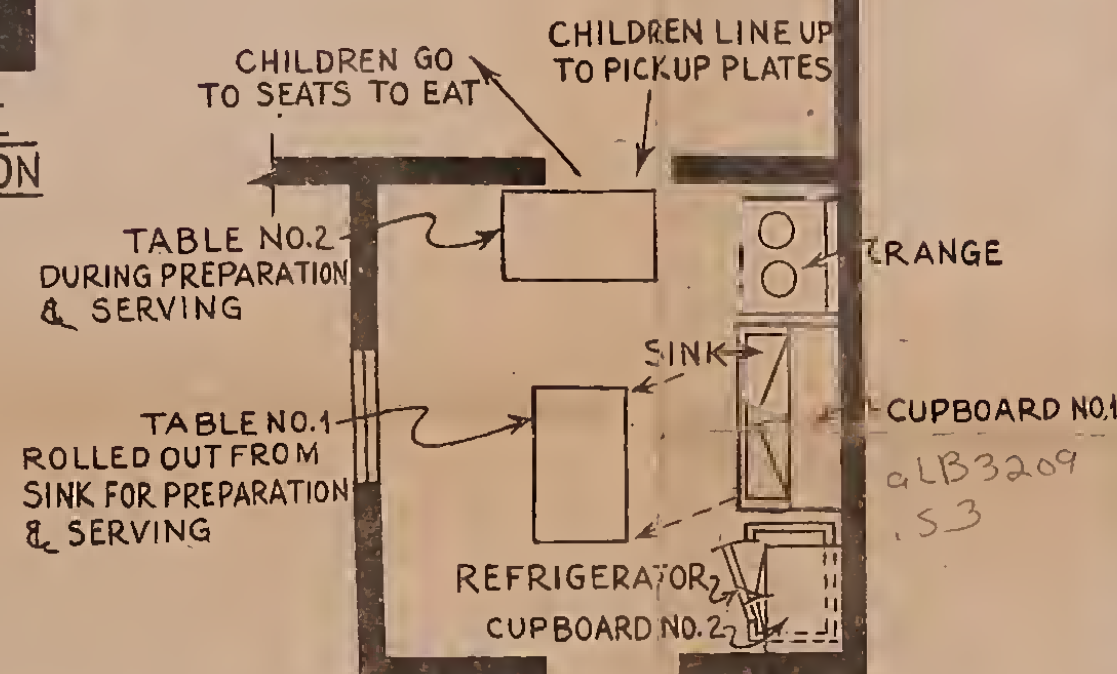 CHILDREN GO
TO SEATS TO EAT
CHILDREN LINE UP
TO PICKUP PLATES
ON
TABLE NO.2
DURING PREPARATION
& SERVING
RANGE
SINK
TABLE NO.1
ROLLED OUT FROM
SINK FOR PREPARATION
& SERVING
CUPBOARD NO.1
aLB3209
.S3
REFRIGERATOR
CUPBOARD NO.2